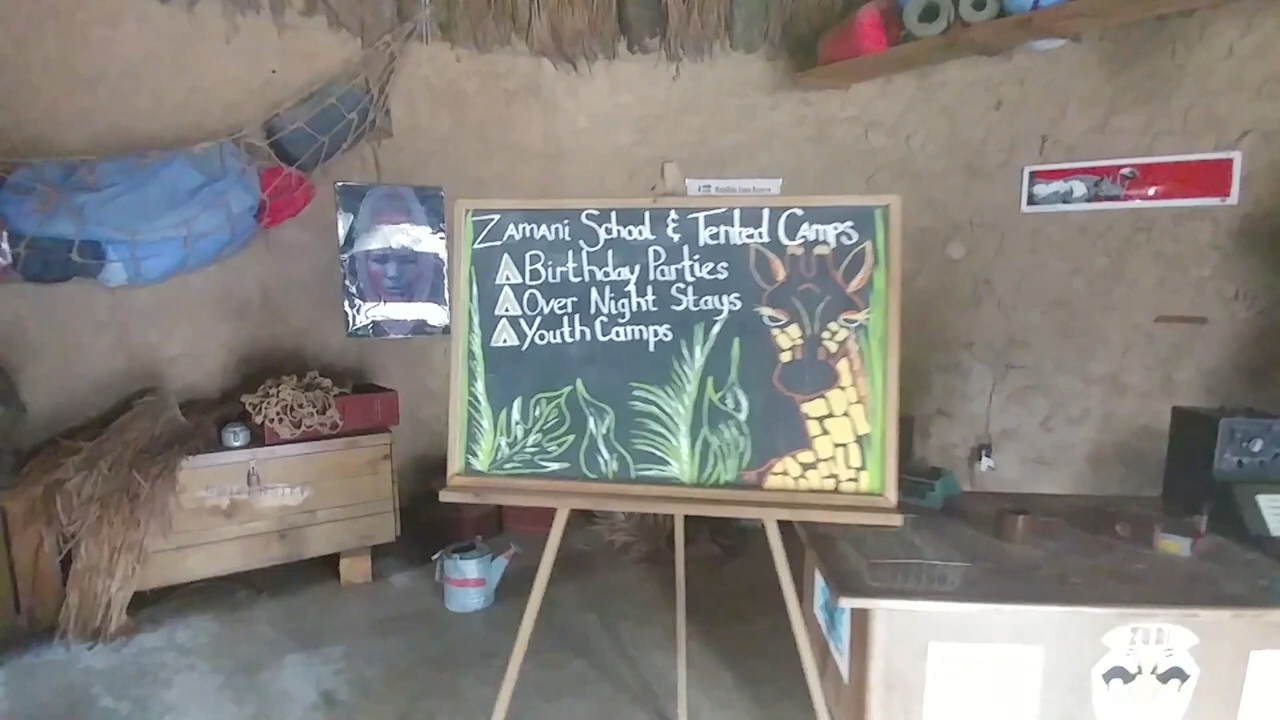 Zamani School & Tented Camps
Birthday Parties
Over Night Stays
Youth Camps